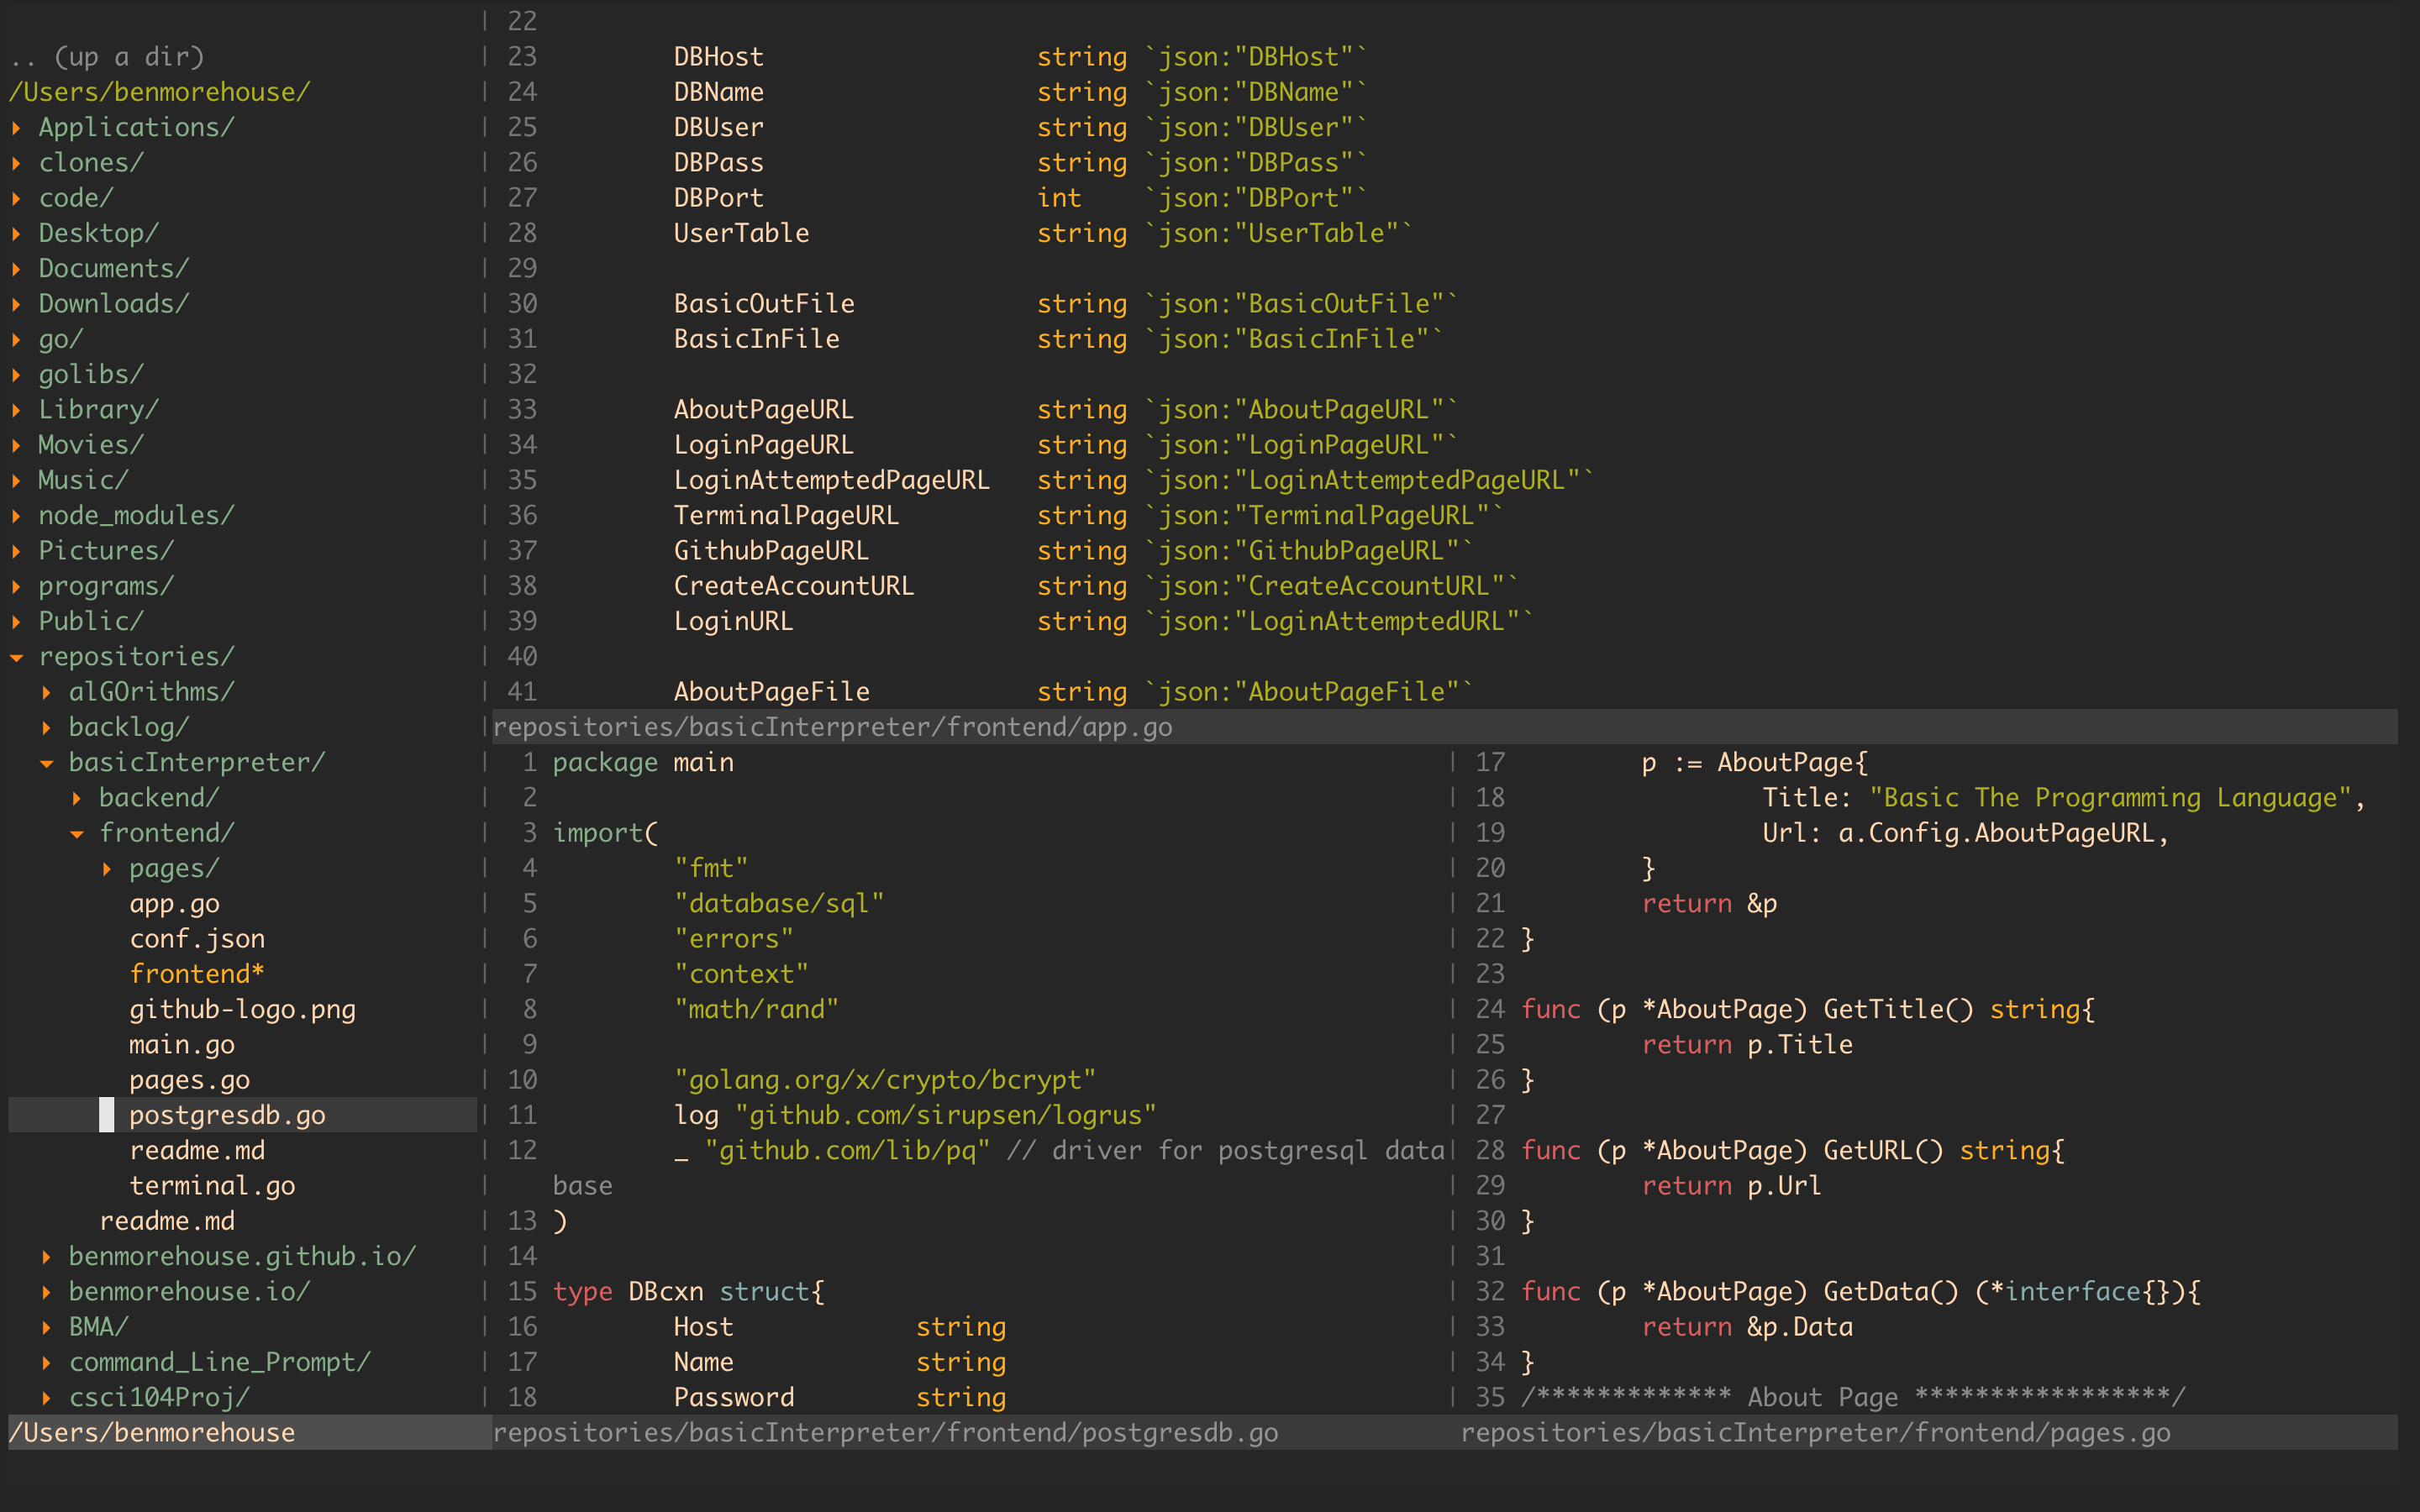 .. (up a dir)
/Users/benmorehouse/
▸ Applications/
▸ clones/
▸ code/
▸ Desktop/
▸ Documents/
▸ Downloads/
▸ go/
▸ golibs/
▸ Library/
▸ Movies/
▸ Music/
▸ node_modules/
▸ Pictures/
▸ programs/
▸ Public/
▾ repositories/
▸ alGOrithms/
▸ backlog/
▾ basicInterpreter/
▸ backend/
▾ frontend/
▸ pages/
app.go
conf.json
frontend*
github-logo.png
main.go
pages.go
postgresdb.go
readme.md
terminal.go
readme.md
▸ benmorehouse.github.io/
▸ benmorehouse.io/
▸ BMA/
▸ command_Line_Prompt/
▸ csci104Proj/
/Users/benmorehouse
22
23 DBHost string `json:"DBHost"`
24 DBName string `json:"DBName"`
25 DBUser string `json:"DBUser"`
26 DBPass string `json:"DBPass"`
27 DBPort int `json:"DBPort"`
28 UserTable string `json:"UserTable"`
29
30 BasicOutFile string `json:"BasicOutFile"`
31 BasicInFile string `json:"BasicInFile"`
32
33 AboutPageURL string `json:"AboutPageURL"`
34 LoginPageURL string `json:"LoginPageURL"`
35 LoginAttemptedPageURL string `json:"LoginAttemptedPageURL"`
36 TerminalPageURL string `json:"TerminalPageURL"`
37 GithubPageURL string `json:"GithubPageURL"`
38 CreateAccountURL string `json:"CreateAccountURL"`
39 LoginURL string `json:"LoginAttemptedURL"`
40
41 AboutPageFile string `json:"AboutPageFile"`
repositories/basicInterpreter/frontend/app.go
1 package main
2
3 import(
4 "fmt"
5 "database/sql"
6 "errors"
7 "context"
8 "math/rand"
9
10 "golang.org/x/crypto/bcrypt"
11 log "github.com/sirupsen/logrus"
12 _ "github.com/lib/pq" // driver for postgresql data
base
13 )
14
15 type DBcxn struct{
16 Host string
17 Name string
18 Password string
repositories/basicInterpreter/frontend/postgresdb.go
17 p := AboutPage{
18 Title: "Basic The Programming Language",
19 Url: a.Config.AboutPageURL,
20 }
21 return &p
22 }
23
24 func (p *AboutPage) GetTitle() string{
25 return p.Title
26 }
27
28 func (p *AboutPage) GetURL() string{
29 return p.Url
30 }
31
32 func (p *AboutPage) GetData() (*interface{}){
33 return &p.Data
34 }
35 /************* About Page *****************/
repositories/basicInterpreter/frontend/pages.go